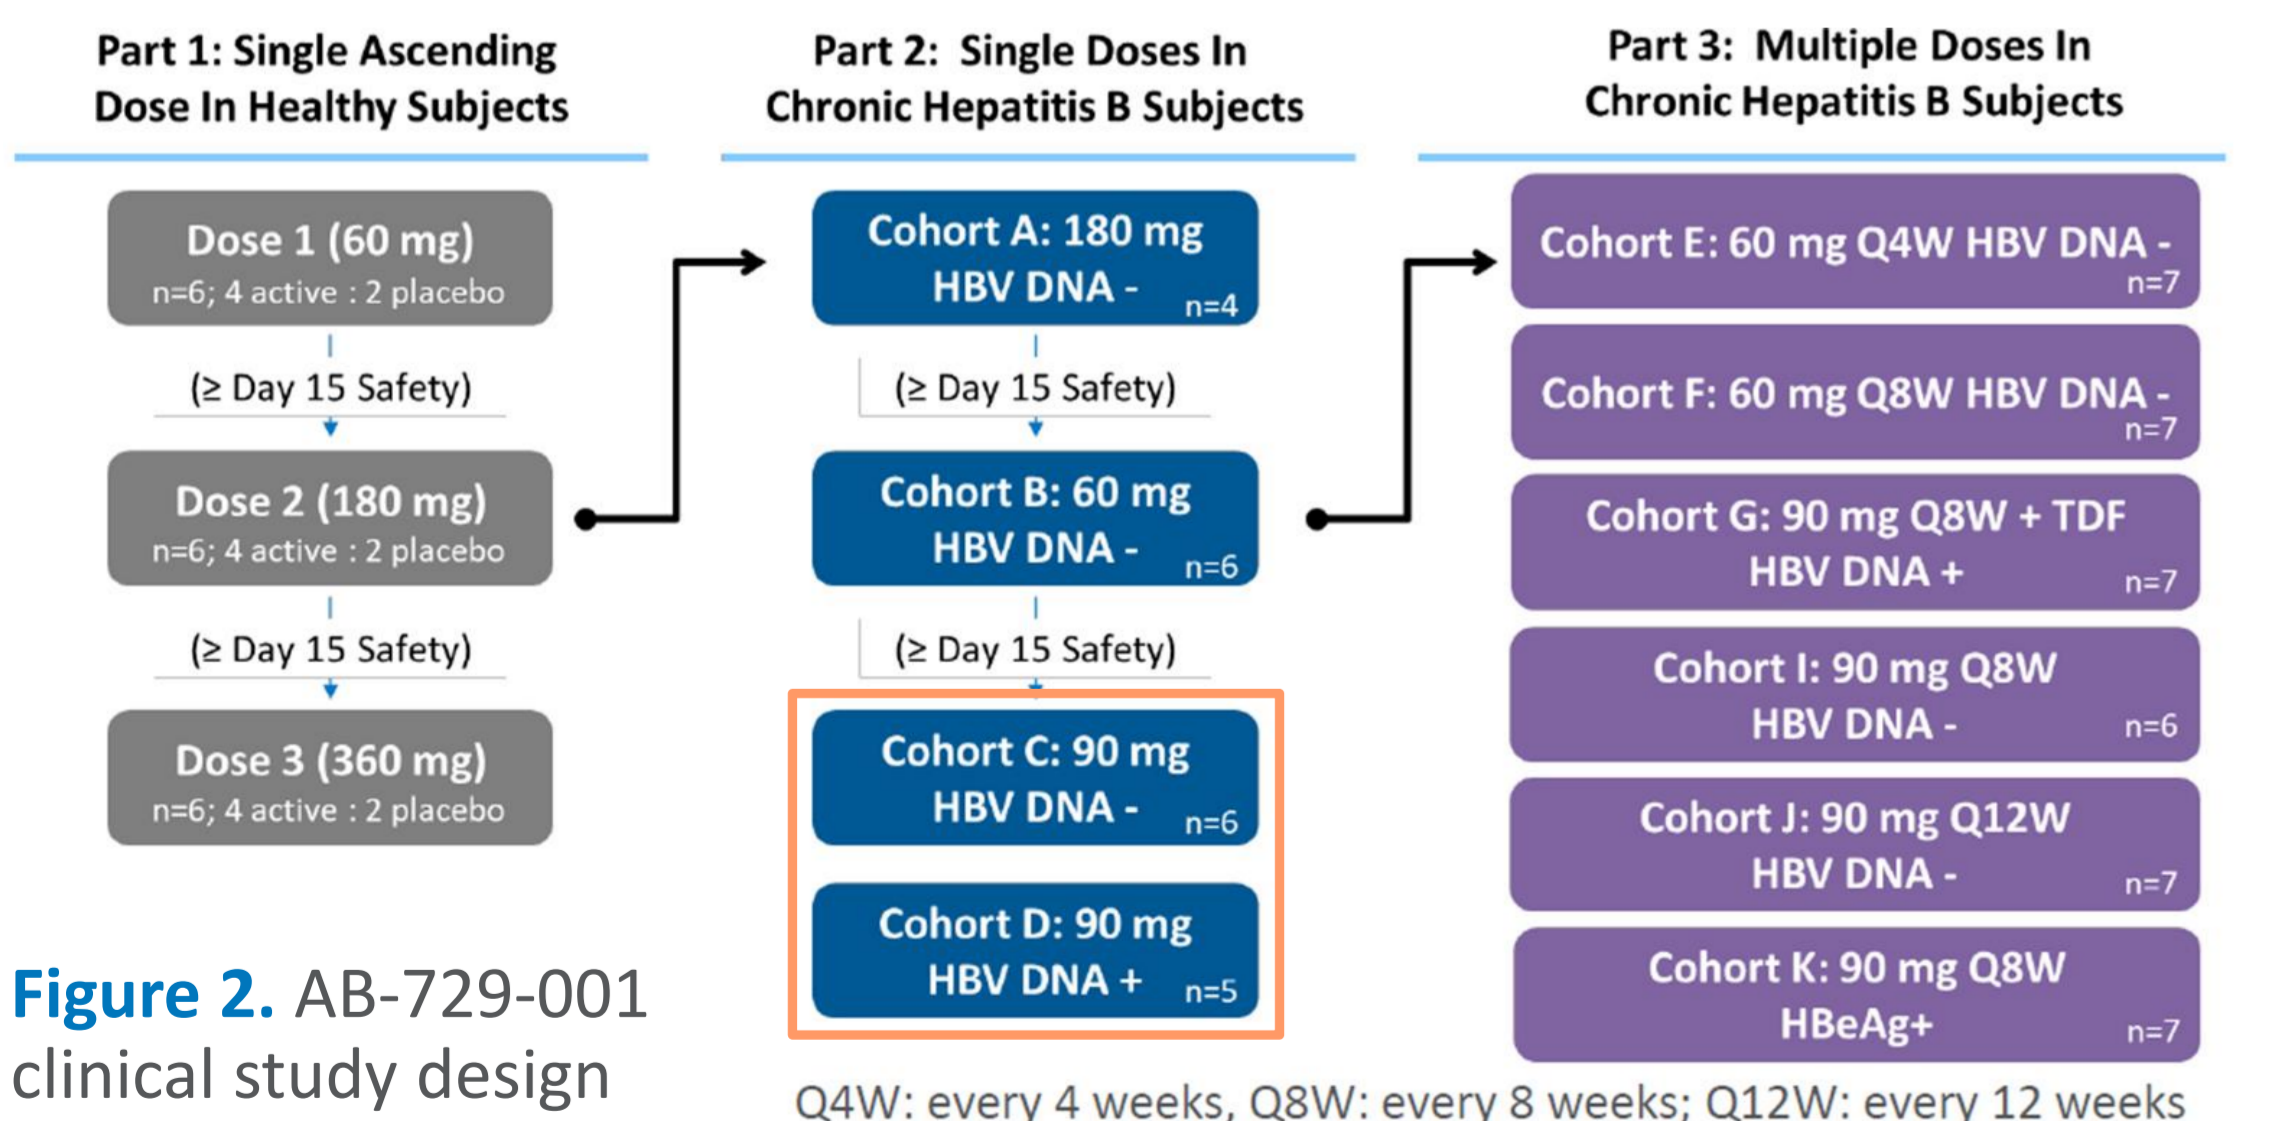 Part 1: Single Ascending
Dose In Healthy Subjects
Dose 1 (60 mg)
n=6; 4 active : 2 placebo
(≥ Day 15 Safety)
Dose 2 (180 mg)
n=6; 4 active : 2 placebo
(≥ Day 15 Safety)
Dose 3 (360 mg)
n=6; 4 active : 2 placebo
Part 2: Single Doses In
Chronic Hepatitis B Subjects
Cohort A: 180 mg
HBV DNA -
n=4
(≥ Day 15 Safety)
Cohort B: 60 mg
HBV DNA -
n=6
(≥ Day 15 Safety)
Cohort C: 90 mg
HBV DNA -
n=6
Cohort D: 90 mg
HBV DNA +
n=5
Part 3: Multiple Doses In
Chronic Hepatitis B Subjects
Cohort E: 60 mg Q4W HBV DNA -
n=7
Cohort F: 60 mg Q8W HBV DNA -
n=7
Cohort G: 90 mg Q8W + TDF
HBV DNA +
n=7
Cohort I: 90 mg Q8W
HBV DNA -
n=6
Cohort J: 90 mg Q12W
HBV DNA -
n=7
Cohort K: 90 mg Q8W
HBeAg+
n=7
Figure 2. AB-729-001
clinical study design
Q4W: every 4 weeks, Q8W: every 8 weeks; Q12W: every 12 weeks